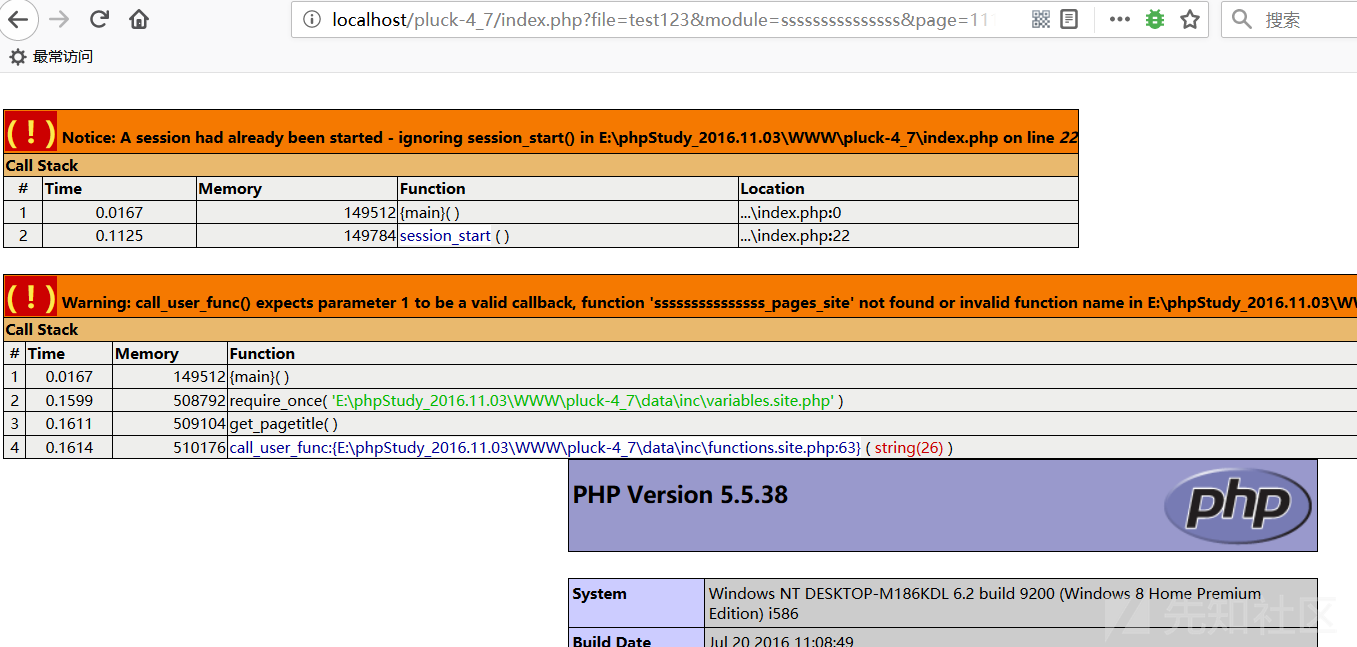 localhost/pluck-4_7/index.php?file=test123&module=sssssssssssssss&page=11
搜索
最常访问
(!) Notice: A session had already been started - ignoring session_start() in E:\phpStudy_2016.11.03\WWW\pluck-4_7\index.php on line 22
Call Stack
# Time Memory Function Location
1 0.0167 149512 {main}( ) ...\index.php:0
2 0.1125 149784 session_start ( ) ...\index.php:22
(!) Warning: call_user_func() expects parameter 1 to be a valid callback, function 'sssssssssssssss_pages_site' not found or invalid function name in E:\phpStudy_2016.11.03\W
Call Stack
# Time Memory Function
1 0.0167 149512 {main}( )
2 0.1599 508792 require_once( 'E:\phpStudy_2016.11.03\WWW\pluck-4_7\data\inc\variables.site.php' )
3 0.1611 509104 get_pagetitle( )
4 0.1614 510176 call_user_func:{E:\phpStudy_2016.11.03\WWW\pluck-4_7\data\inc\functions.site.php:63} ( string(26) )
PHP Version 5.5.38
php
System Windows NT DESKTOP-M186KDL 6.2 build 9200 (Windows 8 Home Premium
Edition) i586
Build Date Jul 20 2016 11:08:49
先知社区